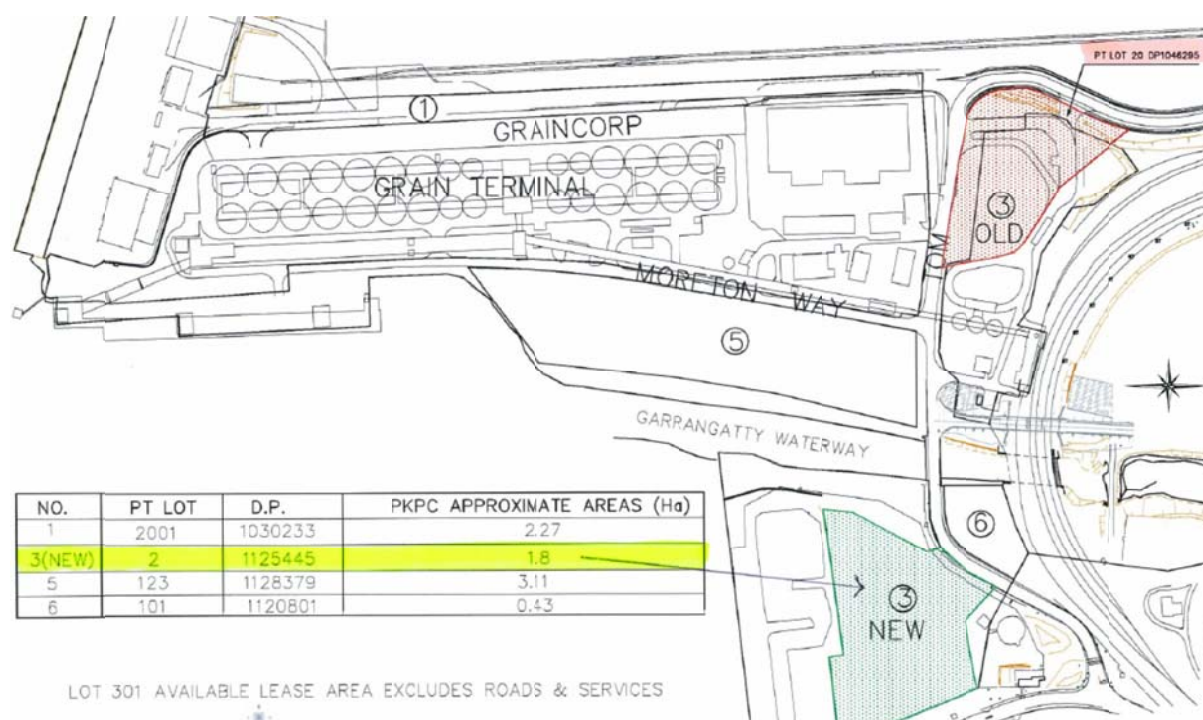 PT LOT 20 DP1046295
1
GRAINCORP
GRAIN TERMINAL
3
OLD
MORETON WAY
5
GARRANGATTY WATERWAY
NO. PT LOT D.P. PKPC APPROXIMATE AREAS (Ha)
1 2001 1030233 2.27
3(NEW) 2 1125445 1.8
5 123 1128379 3.11
6 101 1120801 0.43
6
3
NEW
LOT 301 AVAILABLE LEASE AREA EXCLUDES ROADS & SERVICES